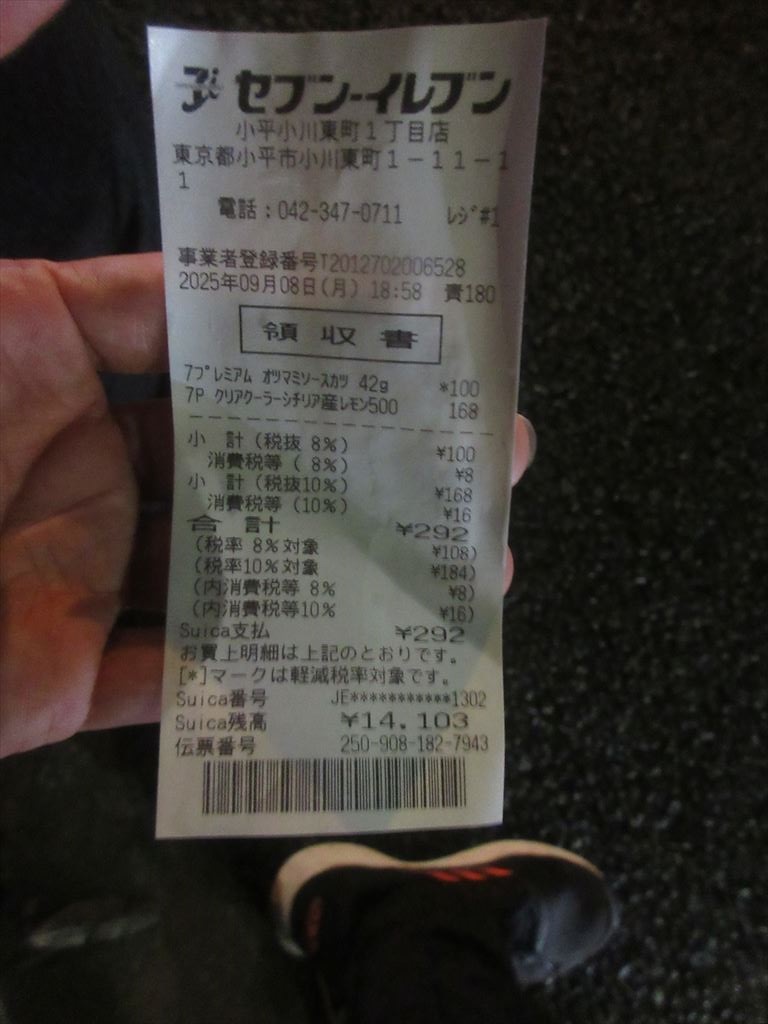 セブン-イレブン
小平小川東町1丁目店
東京都小平市小川東町1-11-1
1
電話:042-347-0711 レジ#1
事業者登録番号T2012702006528
2025年09月08日(月) 18:58 責180
領収書
7プレミアム オツマミソースカツ 42g *100
7P クリアクーラーシチリア産レモン500 168
小 計(税抜 8%) ¥100
消費税等( 8%) ¥8
小 計(税抜10%) ¥168
消費税等(10%) ¥16
合 計 ¥292
(税率 8%対象 ¥108)
(税率10%対象 ¥184)
(内消費税等 8% ¥8)
(内消費税等10% ¥16)
Suica支払 ¥292
お買上明細は上記のとおりです。
[*]マークは軽減税率対象です。
Suica番号 JE***********1302
Suica残高 ¥14,103
伝票番号 250-908-182-7943